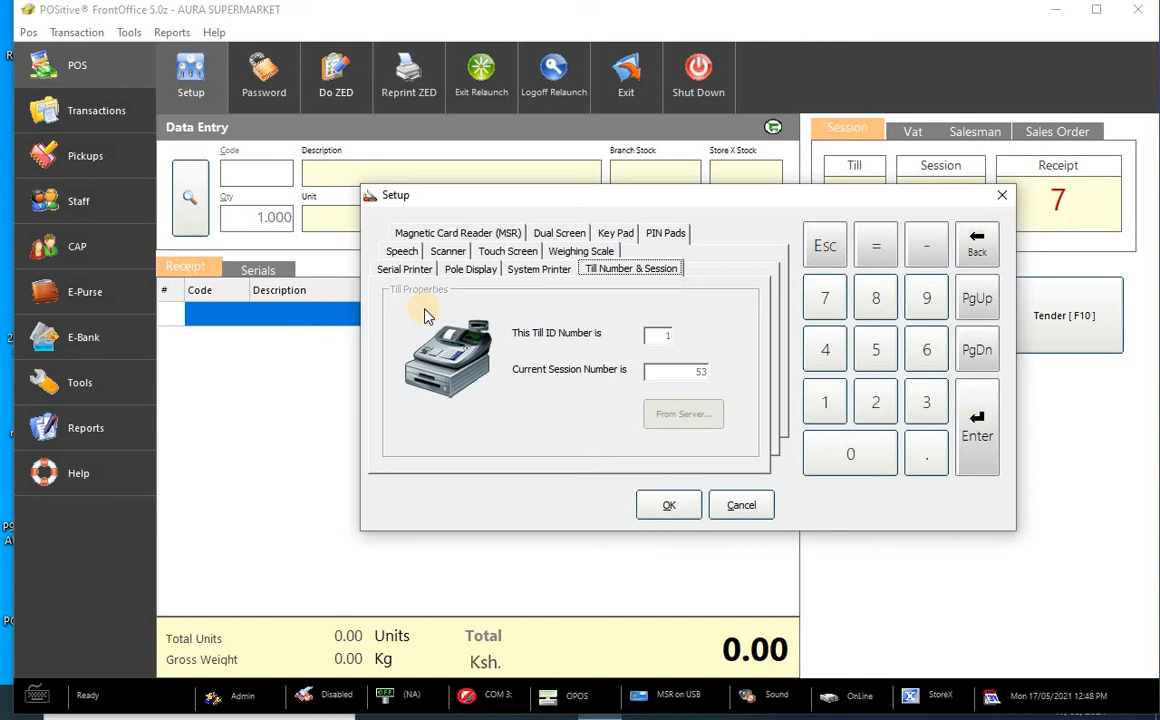 POSitive® FrontOffice 5.0z - AURA SUPERMARKET
Pos Transaction Tools Reports Help
POS
Transactions
Pickups
Staff
CAP
E-Purse
E-Bank
Tools
Reports
Help
Setup Password Do ZED Reprint ZED Exit Relaunch Logoff Relaunch Exit Shut Down
Data Entry
Code Description Branch Stock Store X Stock
Qty Unit
1.000
Receipt Serials
# Code Description
Session Vat Salesman Sales Order
Till Session Receipt
7
Tender [ F10 ]
Setup
Magnetic Card Reader (MSR) Dual Screen Key Pad PIN Pads
Speech Scanner Touch Screen Weighing Scale
Serial Printer Pole Display System Printer Till Number & Session
Till Properties
This Till ID Number is 1
Current Session Number is 53
From Server...
OK Cancel
Esc = - Back
7 8 9 PgUp
4 5 6 PgDn
1 2 3 Enter
0 .
Total Units 0.00 Units Total 0.00
Gross Weight 0.00 Kg Ksh.
Ready Admin Disabled OFF (NA) COM 3: OPOS MSR on USB Sound OnLine StoreX Mon 17/05/2021 12:48 PM